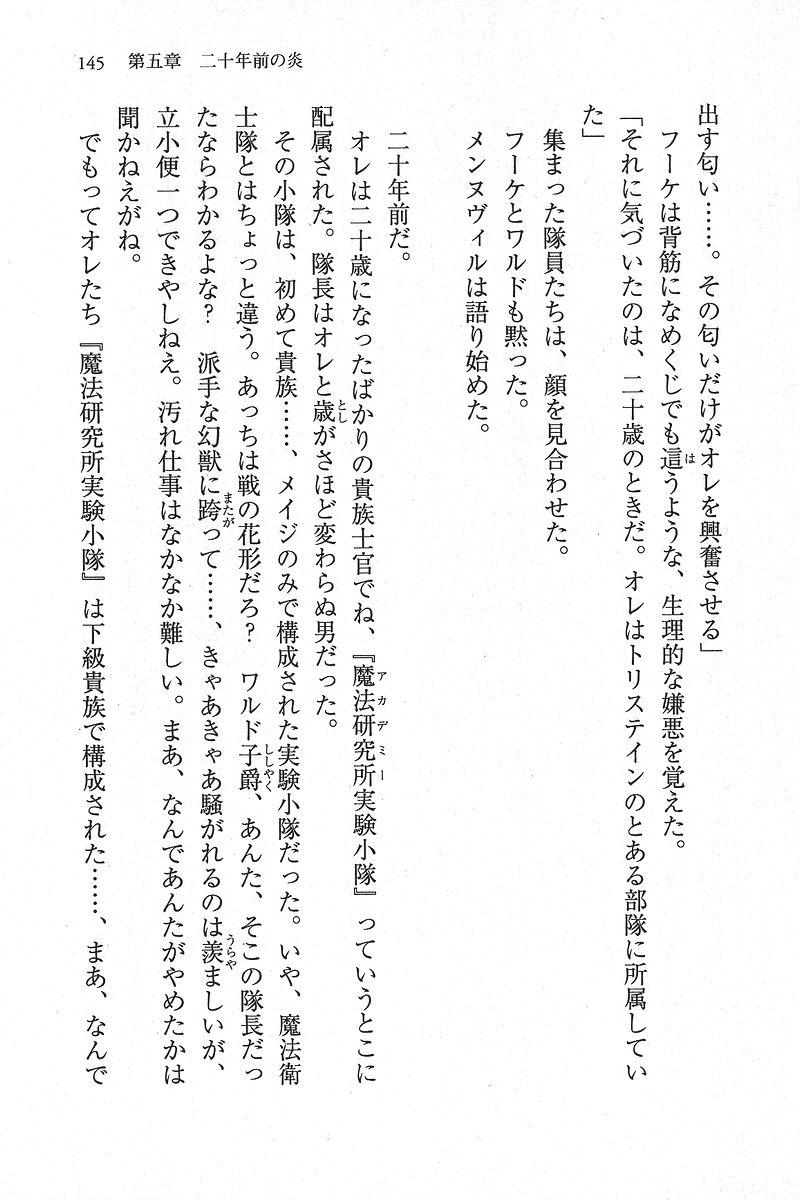 145　第五章　二十年前の炎
出す匂い……。その匂いだけがオレを興奮させる」
　フーケは背筋になめくじでも這うような、生理的な嫌悪を覚えた。
「それに気づいたのは、二十歳のときだ。オレはトリステインのとある部隊に所属してい
た」
　集まった隊員たちは、顔を見合わせた。
　フーケとワルドも黙った。
　メンヌヴィルは語り始めた。
　二十年前だ。
　オレは二十歳になったばかりの貴族士官でね、『魔法研究所実験小隊』っていうとこに
配属された。隊長はオレと歳がさほど変わらぬ男だった。
　その小隊は、初めて貴族……、メイジのみで構成された実験小隊だった。いや、魔法衛
士隊とはちょっと違う。あっちは戦の花形だろ？　ワルド子爵、あんた、そこの隊長だっ
たならわかるよな？　派手な幻獣に跨って……、きゃあきゃあ騒がれるのは羨ましいが、
立小便一つできやしねえ。汚れ仕事はなかなか難しい。まあ、なんであんたがやめたかは
聞かねえがね。
　でもってオレたち『魔法研究所実験小隊』は下級貴族で構成された……、まあ、なんで